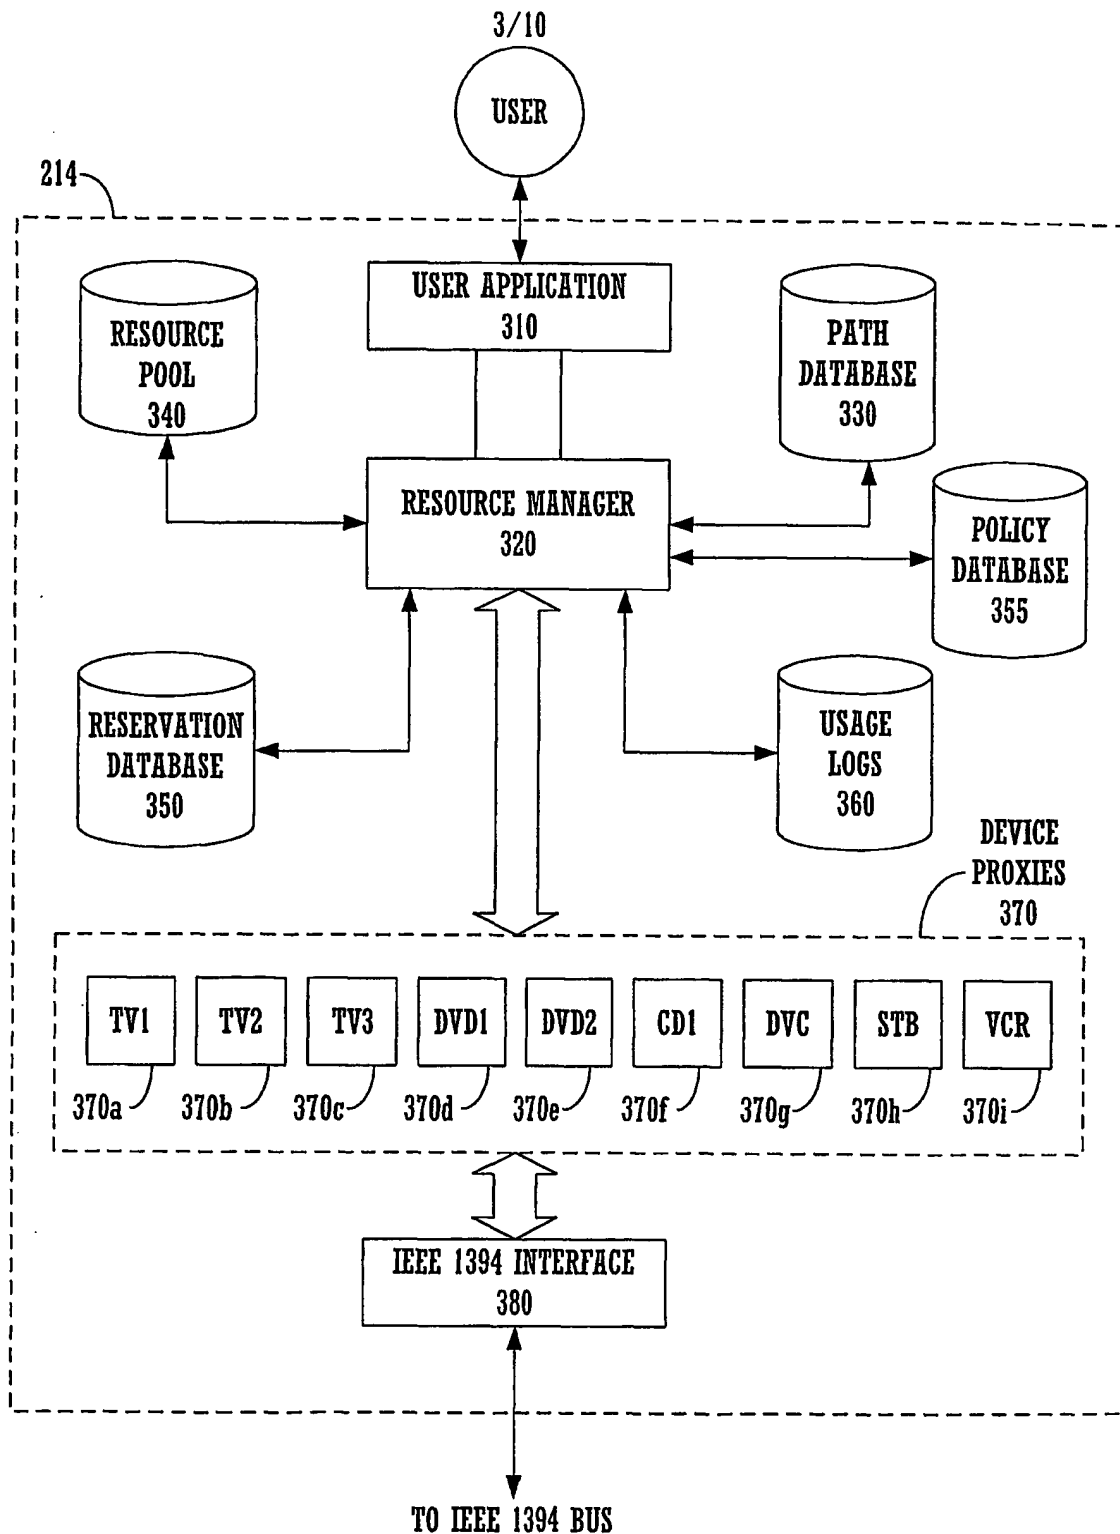 3/10
USER
214
USER APPLICATION
310
RESOURCE
POOL
340
PATH
DATABASE
330
RESOURCE MANAGER
320
POLICY
DATABASE
355
RESERVATION
DATABASE
350
USAGE
LOGS
360
DEVICE
PROXIES
370
TV1
TV2
TV3
DVD1
DVD2
CD1
DVC
STB
VCR
370a
370b
370c
370d
370e
370f
370g
370h
370i
IEEE 1394 INTERFACE
380
TO IEEE 1394 BUS